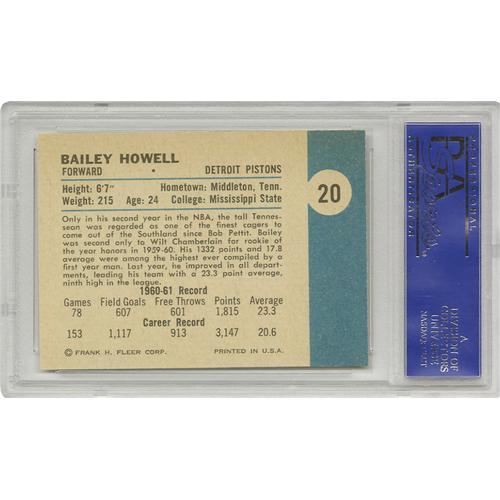 BAILEY HOWELL
FORWARD • DETROIT PISTONS
Height: 6'7" Hometown: Middleton, Tenn.
Weight: 215 Age: 24 College: Mississippi State
Only in his second year in the NBA, the tall Tennes-
sean was regarded as one of the finest cagers to
come out of the Southland since Bob Pettit. Bailey
was second only to Wilt Chamberlain for rookie of
the year honors in 1959-60. His 1332 points and 17.8
average were among the highest ever compiled by a
first year man. Last year, he improved in all depart-
ments, leading his team with a 23.3 point average,
ninth high in the league.
1960-61 Record
Games Field Goals Free Throws Points Average
78 607 601 1,815 23.3
Career Record
153 1,117 913 3,147 20.6
© FRANK H. FLEER CORP. PRINTED IN U.S.A.
20
PSA
A
DIVISION OF
COLLECTORS
UNIVERSE